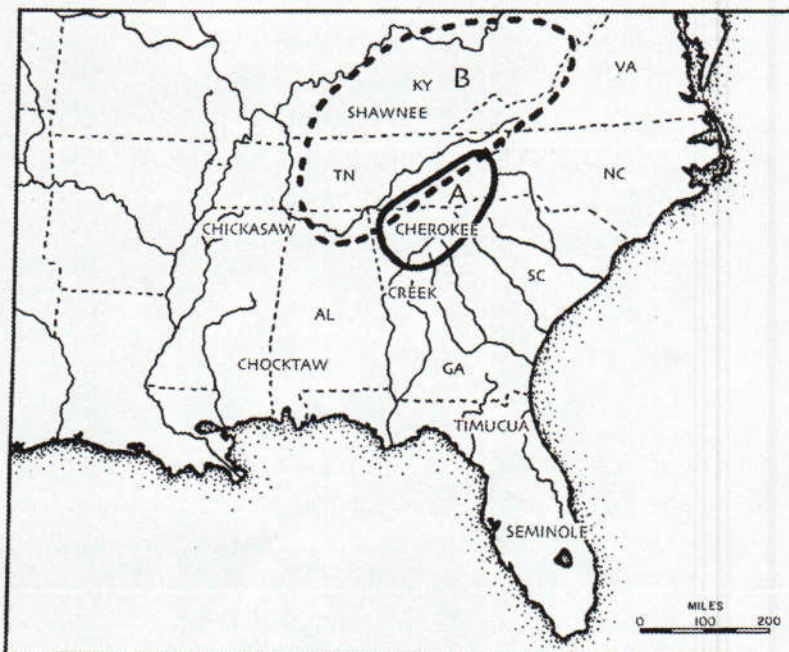 VA
KY
B
SHAWNEE
TN
NC
A
CHICKASAW
CHEROKEE
SC
CREEK
AL
CHOCKTAW
GA
TIMUCUA
SEMINOLE
MILES
0 100 200